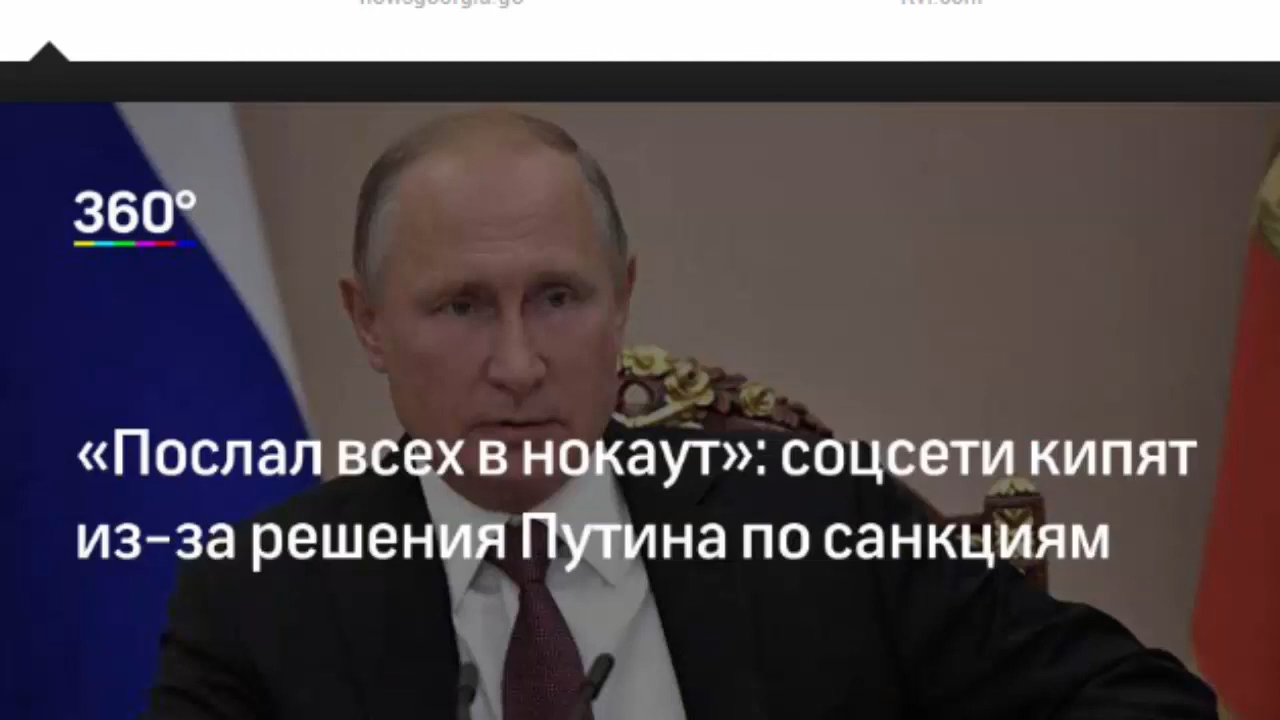 360°
«Послал всех в нокаут»: соцсети кипят
из-за решения Путина по санкциям